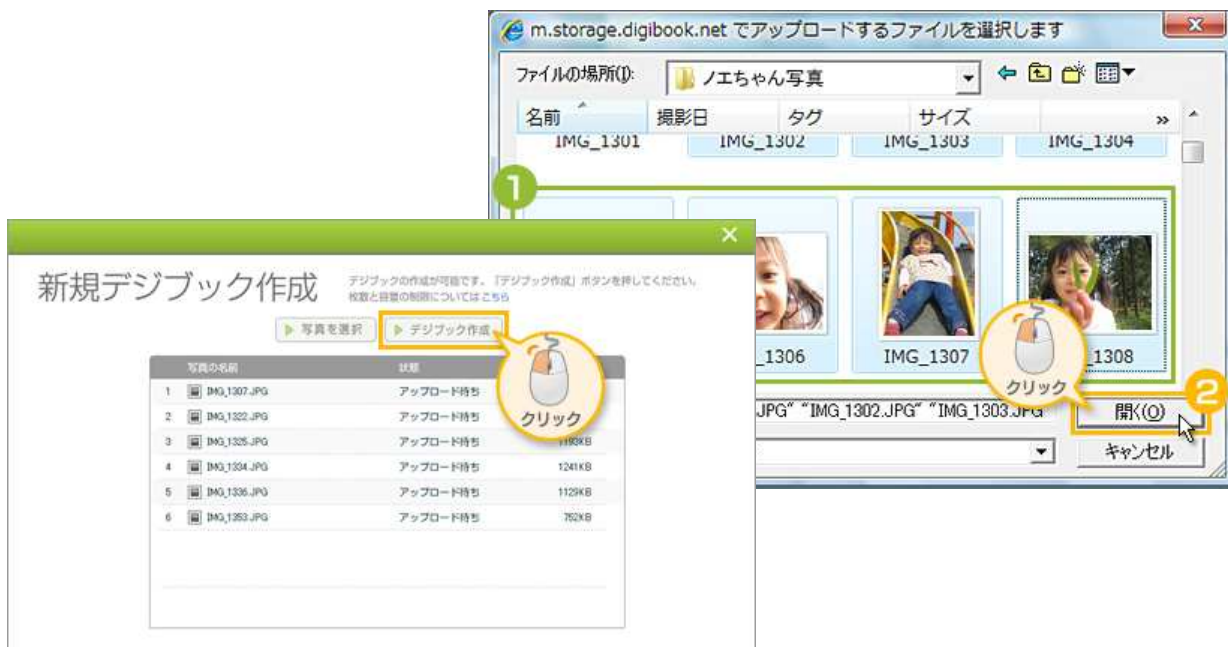 m.storage.digibook.net でアップロードするファイルを選択します
ファイルの場所(I):
ノエちゃん写真
名前 撮影日 タグ サイズ »
IMG_1301 IMG_1302 IMG_1303 IMG_1304
1
_1306 IMG_1307 _1308
クリック
JPG" "IMG_1302.JPG" "IMG_1303.JPG"
開く(O)
2
キャンセル
新規デジブック作成
デジブックの作成が可能です。「デジブック作成」ボタンを押してください。
枚数と容量の制限についてはこちら
写真を選択
デジブック作成
クリック
写真の名前 状態
1 IMG_1307.JPG アップロード待ち
2 IMG_1322.JPG アップロード待ち
3 IMG_1325.JPG アップロード待ち 1193KB
4 IMG_1334.JPG アップロード待ち 1241KB
5 IMG_1336.JPG アップロード待ち 1129KB
6 IMG_1353.JPG アップロード待ち 752KB